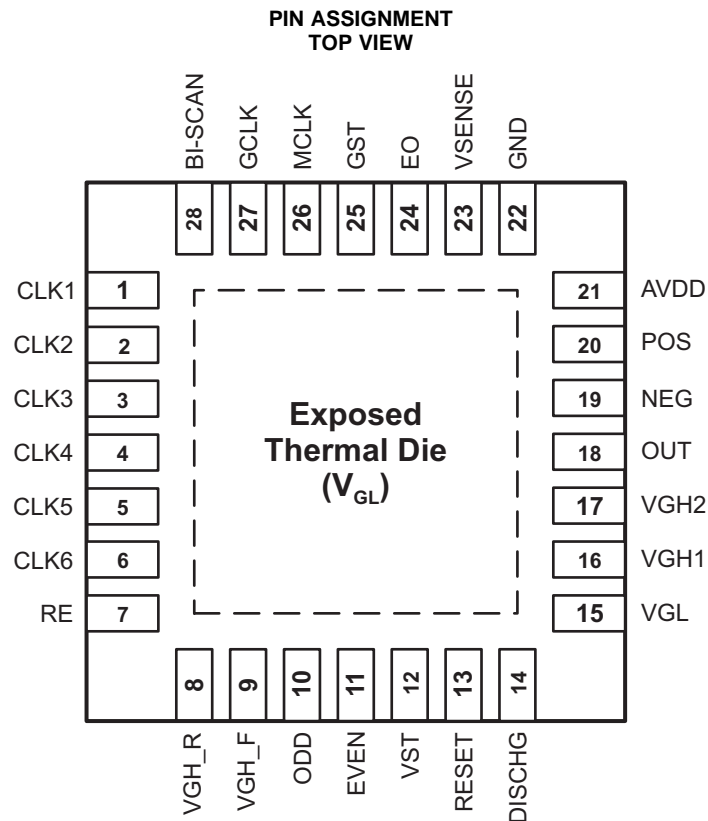 PIN ASSIGNMENT
TOP VIEW
BI-SCAN
GCLK
MCLK
GST
EO
VSENSE
GND
28
27
26
25
24
23
22
CLK1 1
CLK2 2
CLK3 3
CLK4 4
CLK5 5
CLK6 6
RE 7
Exposed
Thermal Die
(VGL)
21 AVDD
20 POS
19 NEG
18 OUT
17 VGH2
16 VGH1
15 VGL
8
9
10
11
12
13
14
VGH_R
VGH_F
ODD
EVEN
VST
RESET
DISCHG